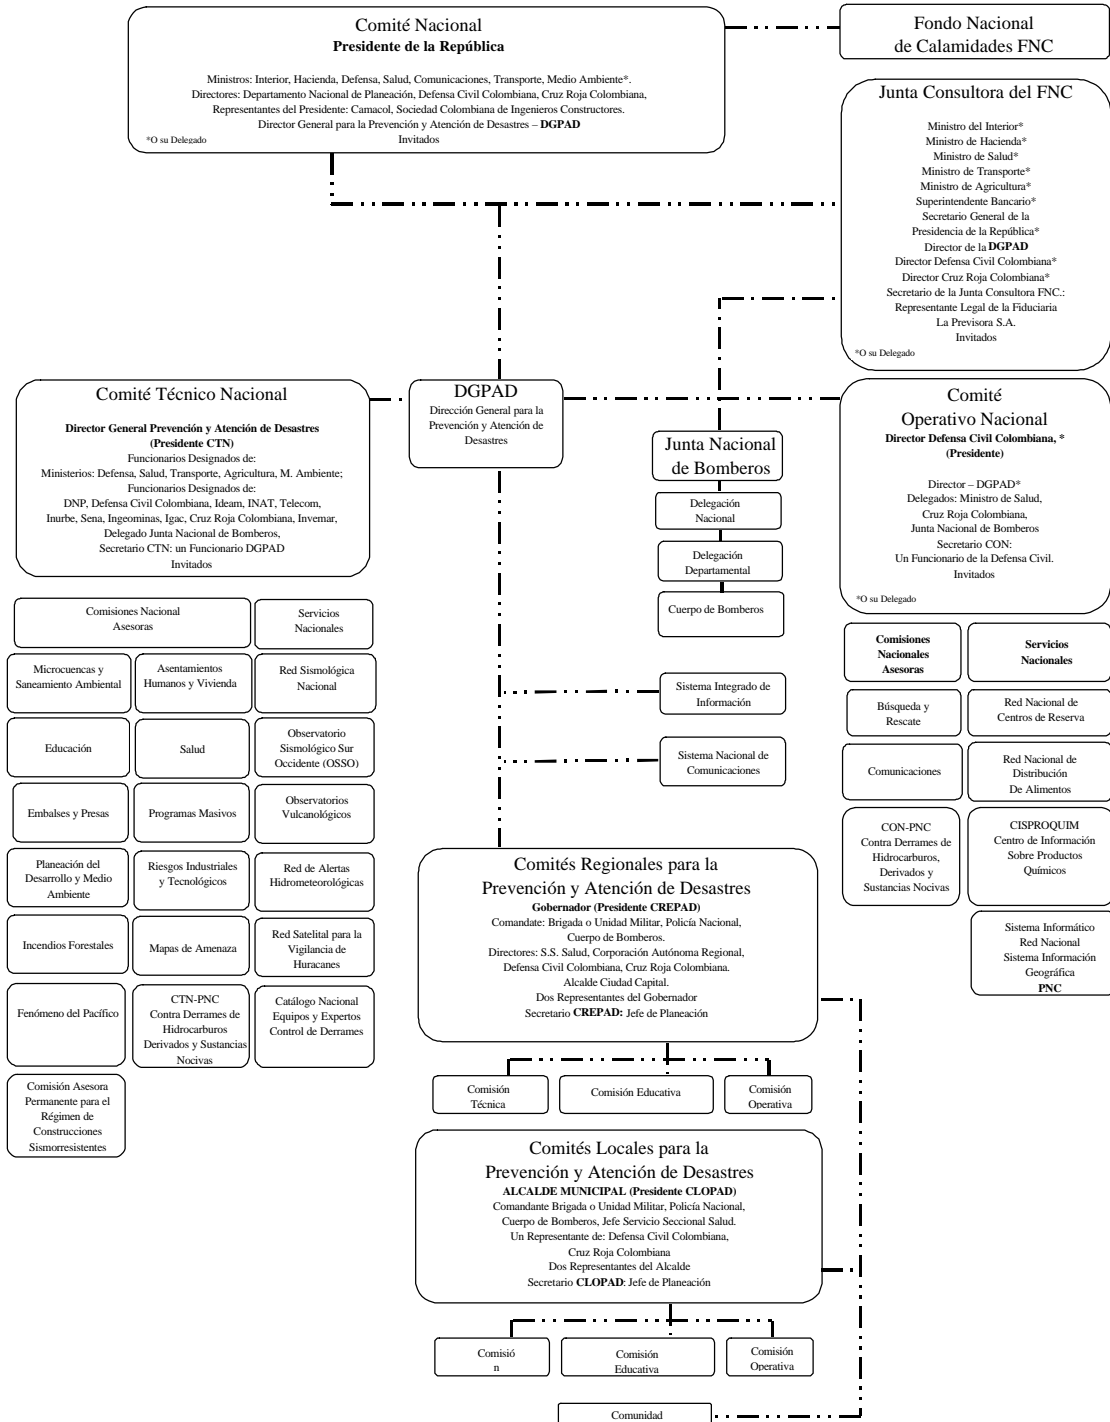 Comité Nacional
Presidente de la República
Ministros: Interior, Hacienda, Defensa, Salud, Comunicaciones, Transporte, Medio Ambiente*.
Directores: Departamento Nacional de Planeación, Defensa Civil Colombiana, Cruz Roja Colombiana,
Representantes del Presidente: Camacol, Sociedad Colombiana de Ingenieros Constructores.
Director General para la Prevención y Atención de Desastres – DGPAD
*O su Delegado
Invitados
Fondo Nacional
de Calamidades FNC
Junta Consultora del FNC
Ministro del Interior*
Ministro de Hacienda*
Ministro de Salud*
Ministro de Transporte*
Ministro de Agricultura*
Superintendente Bancario*
Secretario General de la
Presidencia de la República*
Director de la DGPAD
Director Defensa Civil Colombiana*
Director Cruz Roja Colombiana*
Secretario de la Junta Consultora FNC.:
Representante Legal de la Fiduciaria
La Previsora S.A.
Invitados
*O su Delegado
Comité Técnico Nacional
Director General Prevención y Atención de Desastres
(Presidente CTN)
Funcionarios Designados de:
Ministerios: Defensa, Salud, Transporte, Agricultura, M. Ambiente;
Funcionarios Designados de:
DNP, Defensa Civil Colombiana, Ideam, INAT, Telecom,
Inurbe, Sena, Ingeominas, Igac, Cruz Roja Colombiana, Invemar,
Delegado Junta Nacional de Bomberos,
Secretario CTN: un Funcionario DGPAD
Invitados
DGPAD
Dirección General para la
Prevención y Atención de
Desastres
Junta Nacional
de Bomberos
Delegación
Nacional
Delegación
Departamental
Cuerpo de Bomberos
Comité
Operativo Nacional
Director Defensa Civil Colombiana, *
(Presidente)
Director – DGPAD*
Delegados: Ministro de Salud,
Cruz Roja Colombiana,
Junta Nacional de Bomberos
Secretario CON:
Un Funcionario de la Defensa Civil.
Invitados
*O su Delegado
Comisiones Nacional
Asesoras
Servicios
Nacionales
Microcuencas y
Saneamiento Ambiental
Asentamientos
Humanos y Vivienda
Red Sismológica
Nacional
Educación
Salud
Observatorio
Sismológico Sur
Occidente (OSSO)
Embalses y Presas
Programas Masivos
Observatorios
Vulcanológicos
Planeación del
Desarrollo y Medio
Ambiente
Riesgos Industriales
y Tecnológicos
Red de Alertas
Hidrometeorológicas
Incendios Forestales
Mapas de Amenaza
Red Satelital para la
Vigilancia de
Huracanes
Fenómeno del Pacífico
CTN-PNC
Contra Derrames de
Hidrocarburos
Derivados y Sustancias
Nocivas
Catálogo Nacional
Equipos y Expertos
Control de Derrames
Comisión Asesora
Permanente para el
Régimen de
Construcciones
Sismorresistentes
Sistema Integrado de
Información
Sistema Nacional de
Comunicaciones
Comisiones
Nacionales
Asesoras
Servicios
Nacionales
Búsqueda y
Rescate
Red Nacional de
Centros de Reserva
Comunicaciones
Red Nacional de
Distribución
De Alimentos
CON-PNC
Contra Derrames de
Hidrocarburos,
Derivados y
Sustancias Nocivas
CISPROQUIM
Centro de Información
Sobre Productos
Químicos
Sistema Informático
Red Nacional
Sistema Información
Geográfica
PNC
Comités Regionales para la
Prevención y Atención de Desastres
Gobernador (Presidente CREPAD)
Comandate: Brigada o Unidad Militar, Policía Nacional,
Cuerpo de Bomberos.
Directores: S.S. Salud, Corporación Autónoma Regional,
Defensa Civil Colombiana, Cruz Roja Colombiana.
Alcalde Ciudad Capital.
Dos Representantes del Gobernador
Secretario CREPAD: Jefe de Planeación
Comisión
Técnica
Comisión Educativa
Comisión
Operativa
Comités Locales para la
Prevención y Atención de Desastres
ALCALDE MUNICIPAL (Presidente CLOPAD)
Comandante Brigada o Unidad Militar, Policía Nacional,
Cuerpo de Bomberos, Jefe Servicio Seccional Salud.
Un Representante de: Defensa Civil Colombiana,
Cruz Roja Colombiana
Dos Representantes del Alcalde
Secretario CLOPAD: Jefe de Planeación
Comisió
n
Comisión
Educativa
Comisión
Operativa
Comunidad